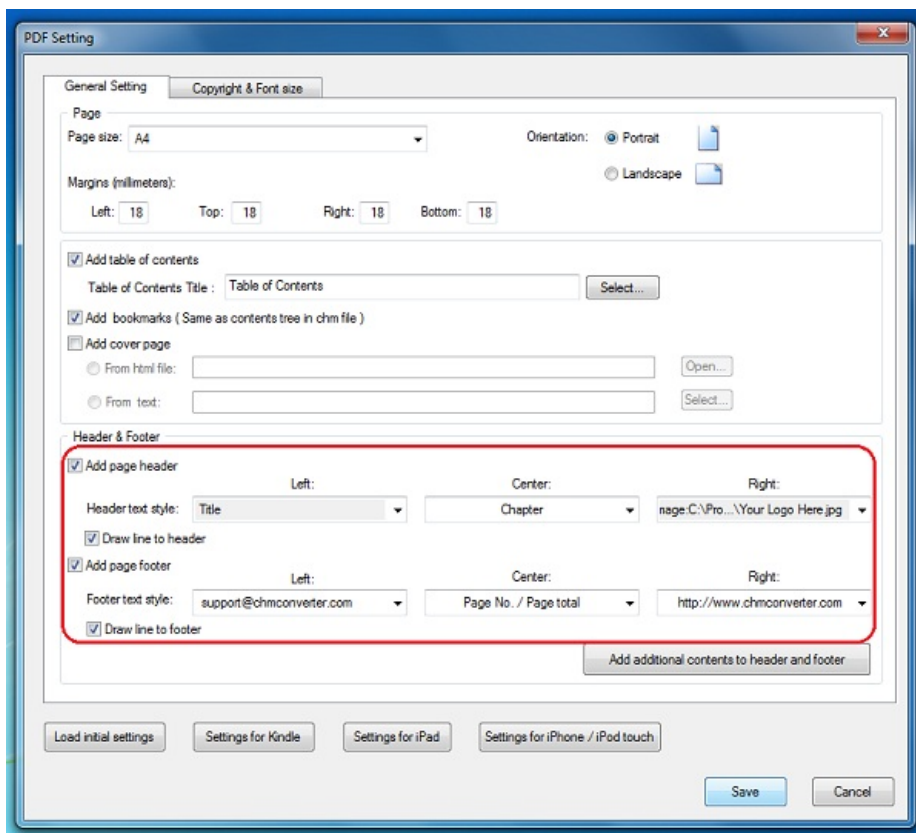 PDF Setting
General Setting Copyright & Font size
Page
Page size: A4 Orientation: Portrait
Landscape
Margins (millimeters):
Left: 18 Top: 18 Right: 18 Bottom: 18
Add table of contents
Table of Contents Title : Table of Contents Select...
Add bookmarks ( Same as contents tree in chm file )
Add cover page
From html file: Open...
From text: Select...
Header & Footer
Add page header
Left: Center: Right:
Header text style: Title Chapter nage:C:\Pro...\Your Logo Here.jpg
Draw line to header
Add page footer
Left: Center: Right:
Footer text style: support@chmconverter.com Page No. / Page total http://www.chmconverter.com
Draw line to footer
Add additional contents to header and footer
Load initial settings Settings for Kindle Settings for iPad Settings for iPhone / iPod touch
Save Cancel